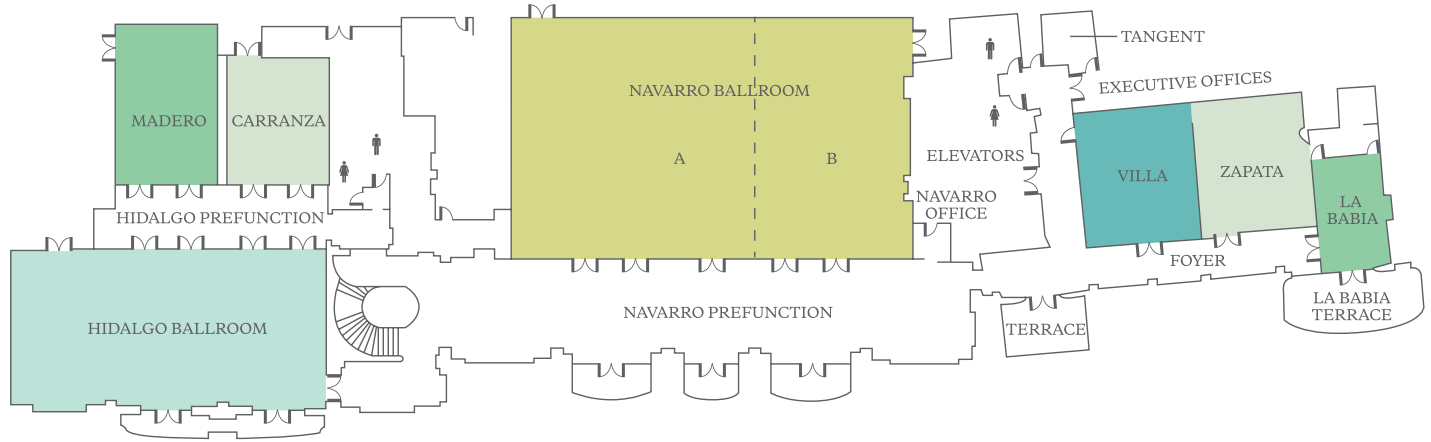 TANGENT
EXECUTIVE OFFICES
NAVARRO BALLROOM
MADERO
CARRANZA
A
B
ELEVATORS
VILLA
ZAPATA
NAVARRO
OFFICE
LA
BABIA
HIDALGO PREFUNCTION
FOYER
HIDALGO BALLROOM
NAVARRO PREFUNCTION
TERRACE
LA BABIA
TERRACE